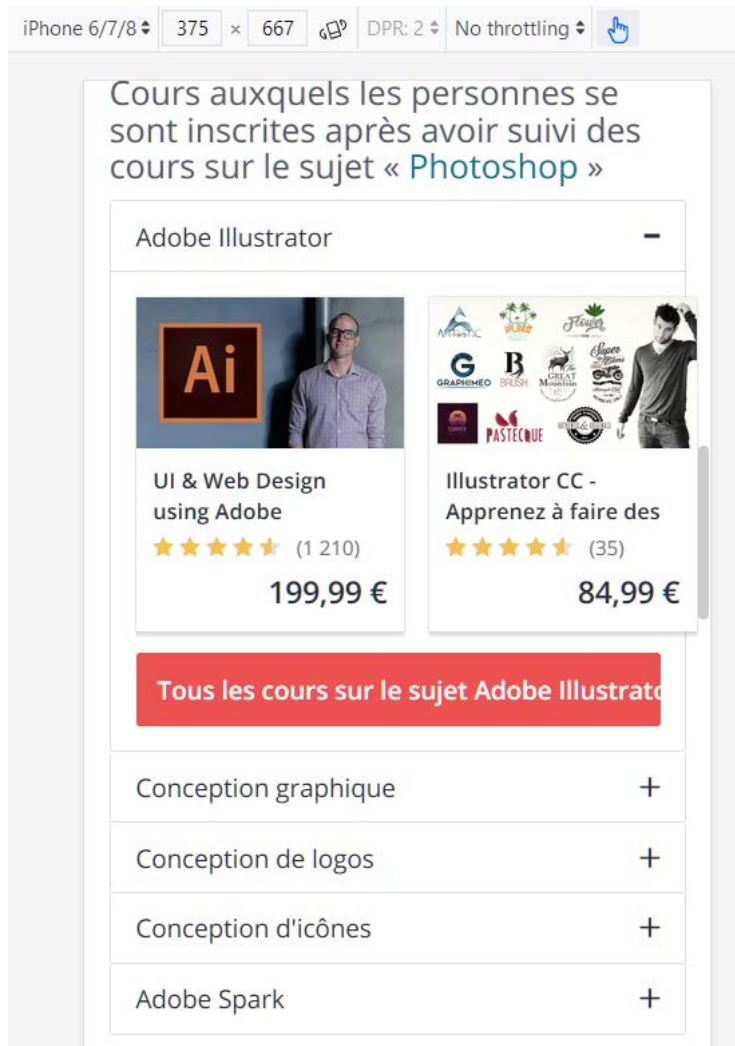 iPhone 6/7/8 375 × 667 DPR: 2 No throttling
Cours auxquels les personnes se
sont inscrites après avoir suivi des
cours sur le sujet « Photoshop »
Adobe Illustrator
Ai
Flower
GRAPHIMEO
B
BRUSH
GREAT
Mountain
Super
PASTECQUE
UI & Web Design
using Adobe
(1 210)
199,99 €
Illustrator CC -
Apprenez à faire des
(35)
84,99 €
Tous les cours sur le sujet Adobe Illustrato
Conception graphique
Conception de logos
Conception d'icônes
Adobe Spark